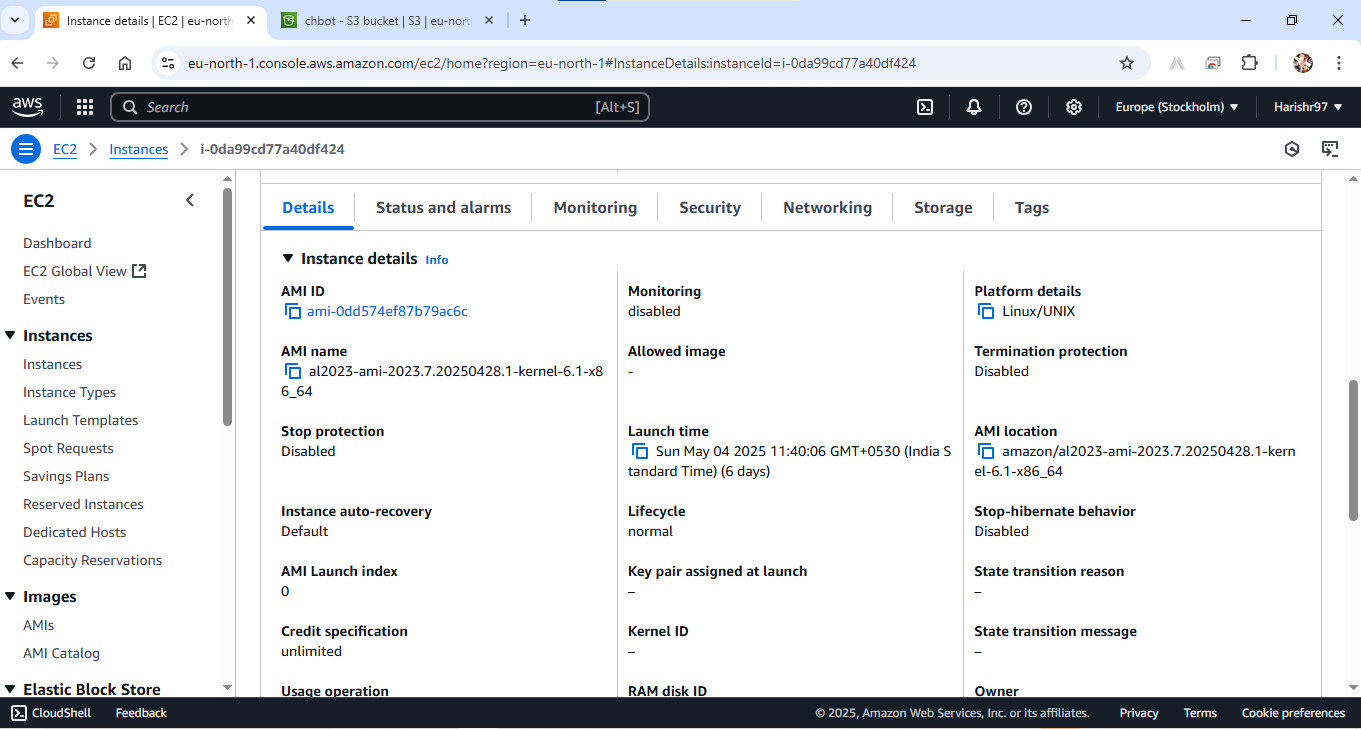 Instance details | EC2 | eu-north
chbot - S3 bucket | S3 | eu-nort
eu-north-1.console.aws.amazon.com/ec2/home?region=eu-north-1#InstanceDetails:instanceId=i-0da99cd77a40df424
aws
Search
[Alt+S]
Europe (Stockholm)
Harishr97
EC2
Instances
i-0da99cd77a40df424
EC2
Dashboard
EC2 Global View
Events
Instances
Instances
Instance Types
Launch Templates
Spot Requests
Savings Plans
Reserved Instances
Dedicated Hosts
Capacity Reservations
Images
AMIs
AMI Catalog
Elastic Block Store
Details
Status and alarms
Monitoring
Security
Networking
Storage
Tags
Instance details Info
AMI ID
ami-0dd574ef87b79ac6c
Monitoring
disabled
Platform details
Linux/UNIX
AMI name
al2023-ami-2023.7.20250428.1-kernel-6.1-x8
6_64
Allowed image
-
Termination protection
Disabled
Stop protection
Disabled
Launch time
Sun May 04 2025 11:40:06 GMT+0530 (India S
tandard Time) (6 days)
AMI location
amazon/al2023-ami-2023.7.20250428.1-kern
el-6.1-x86_64
Instance auto-recovery
Default
Lifecycle
normal
Stop-hibernate behavior
Disabled
AMI Launch index
0
Key pair assigned at launch
–
State transition reason
–
Credit specification
unlimited
Kernel ID
–
State transition message
–
Usage operation
RAM disk ID
Owner
CloudShell
Feedback
© 2025, Amazon Web Services, Inc. or its affiliates.
Privacy
Terms
Cookie preferences